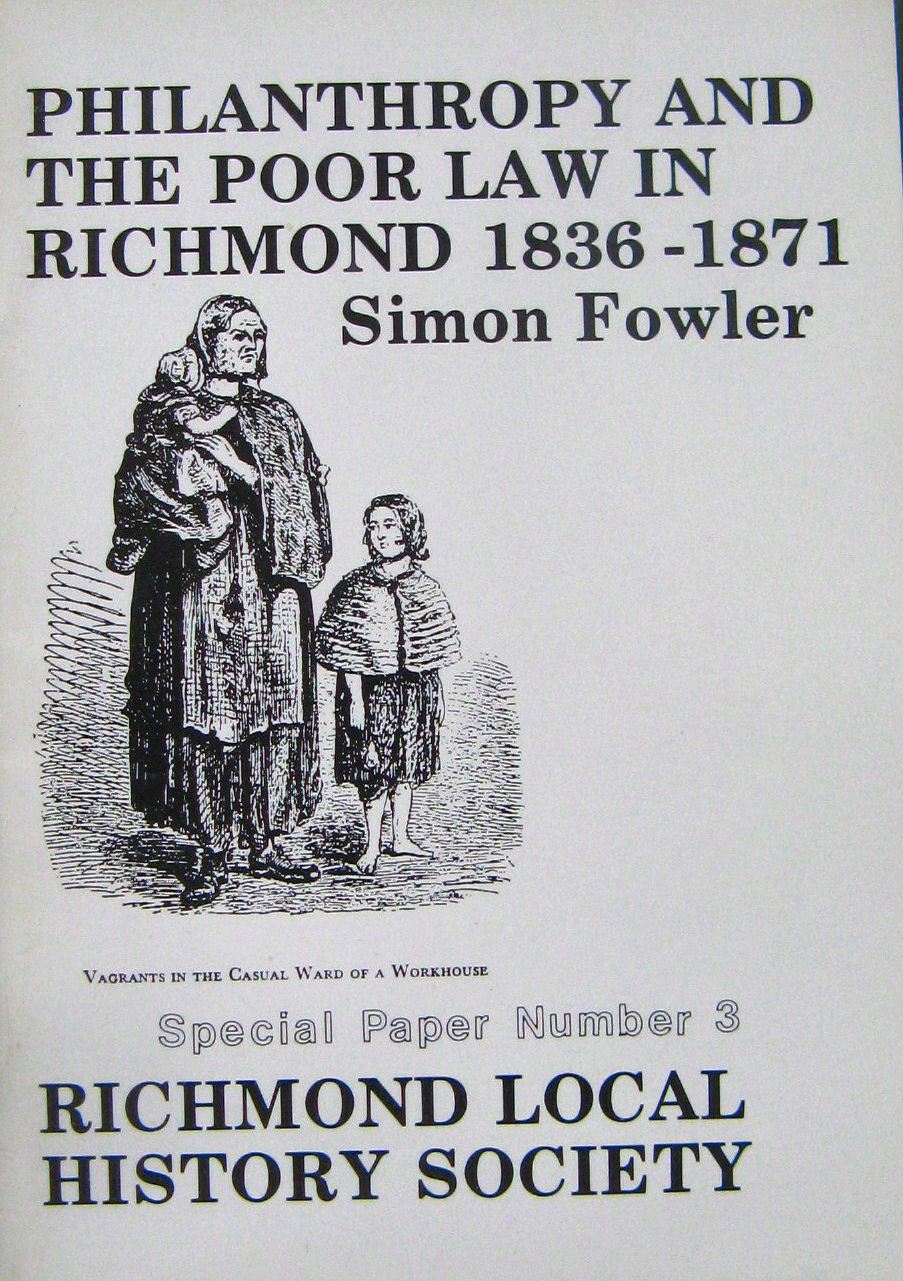 PHILANTHROPY AND
THE POOR LAW IN
RICHMOND 1836 -1871
Simon Fowler
VAGRANTS IN THE CASUAL WARD OF A WORKHOUSE
Special Paper Number 3
RICHMOND LOCAL
HISTORY SOCIETY